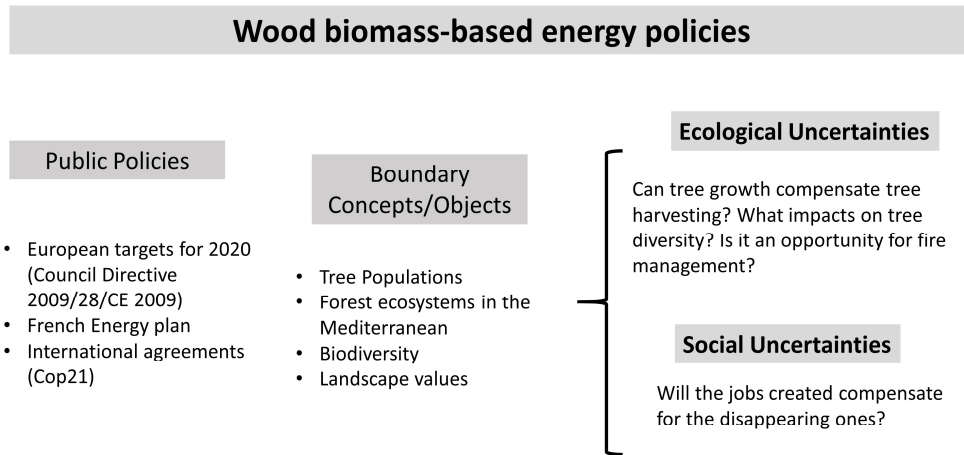 Wood biomass-based energy policies
Public Policies
• European targets for 2020
(Council Directive
2009/28/CE 2009)
• French Energy plan
• International agreements
(Cop21)
Boundary
Concepts/Objects
• Tree Populations
• Forest ecosystems in the
Mediterranean
• Biodiversity
• Landscape values
Ecological Uncertainties
Can tree growth compensate tree
harvesting? What impacts on tree
diversity? Is it an opportunity for fire
management?
Social Uncertainties
Will the jobs created compensate
for the disappearing ones?